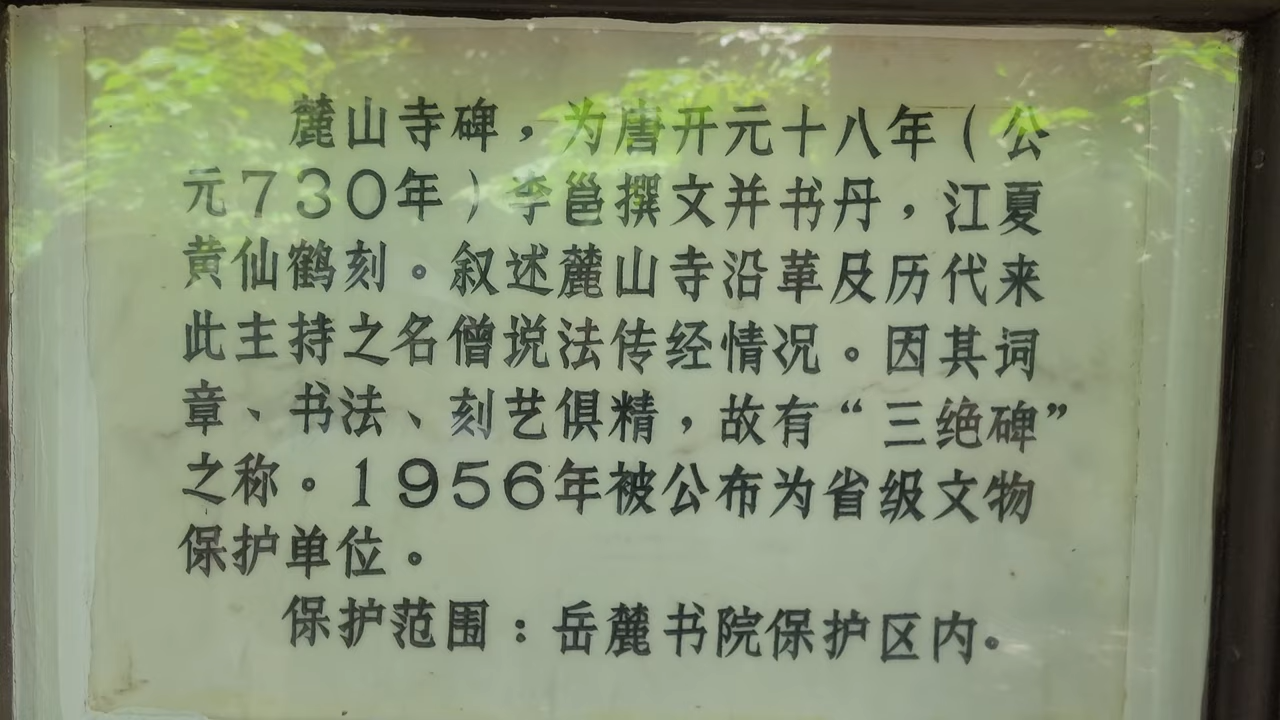 麓山寺碑，为唐开元十八年（公
元730年）李邕撰文并书丹，江夏
黄仙鹤刻。叙述麓山寺沿革及历代来
此主持之名僧说法传经情况。因其词
章、书法、刻艺俱精，故有“三绝碑”
之称。1956年被公布为省级文物
保护单位。
保护范围：岳麓书院保护区内。